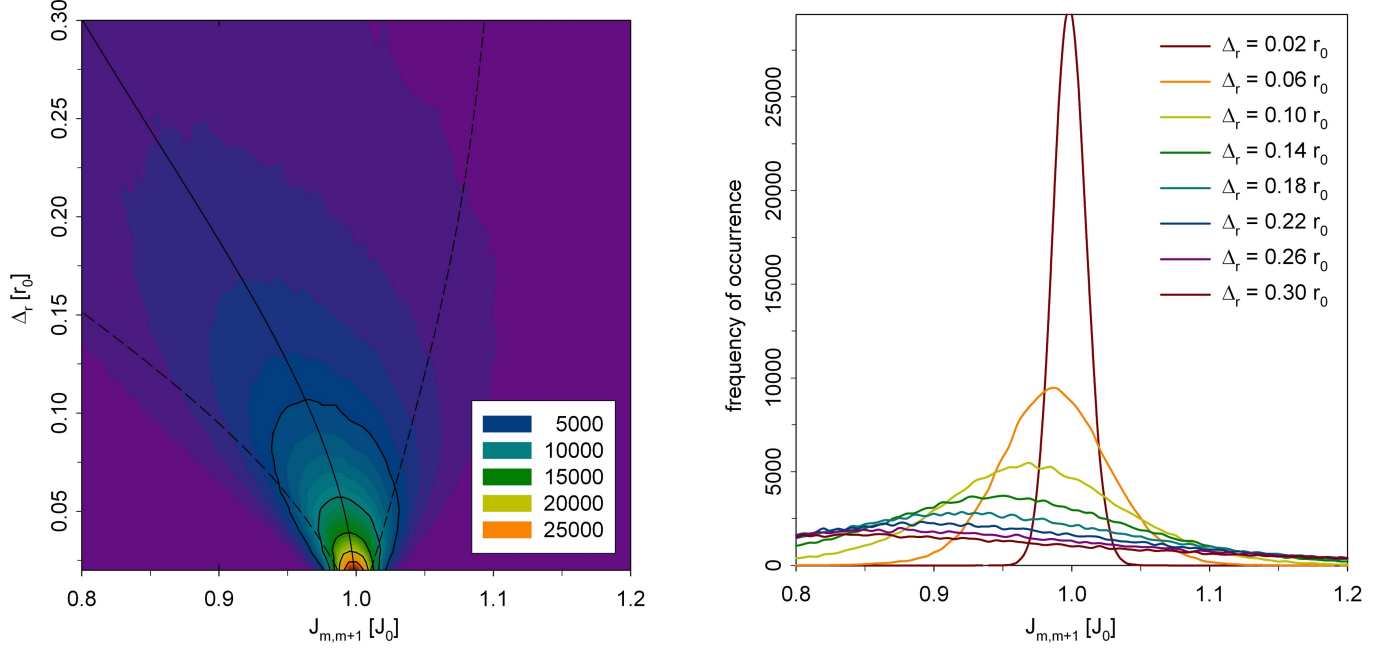 0.30
0.25
0.20
0.15
0.10
0.05
Δr [r0]
5000
10000
15000
20000
25000
0.8
0.9
1.0
1.1
1.2
Jm,m+1 [J0]
25000
20000
15000
10000
5000
0
frequency of occurrence
Δr = 0.02 r0
Δr = 0.06 r0
Δr = 0.10 r0
Δr = 0.14 r0
Δr = 0.18 r0
Δr = 0.22 r0
Δr = 0.26 r0
Δr = 0.30 r0
0.8
0.9
1.0
1.1
1.2
Jm,m+1 [J0]